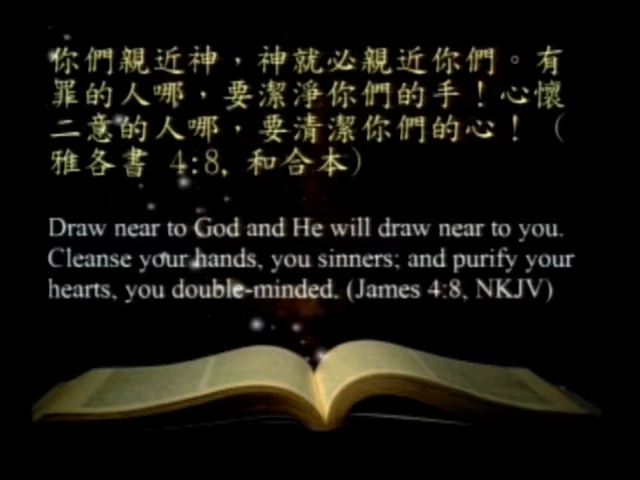 你們親近神，神就必親近你們。有
罪的人哪，要潔淨你們的手！心懷
二意的人哪，要清潔你們的心！（
雅各書 4:8, 和合本）
Draw near to God and He will draw near to you.
Cleanse your hands, you sinners; and purify your
hearts, you double-minded. (James 4:8, NKJV)